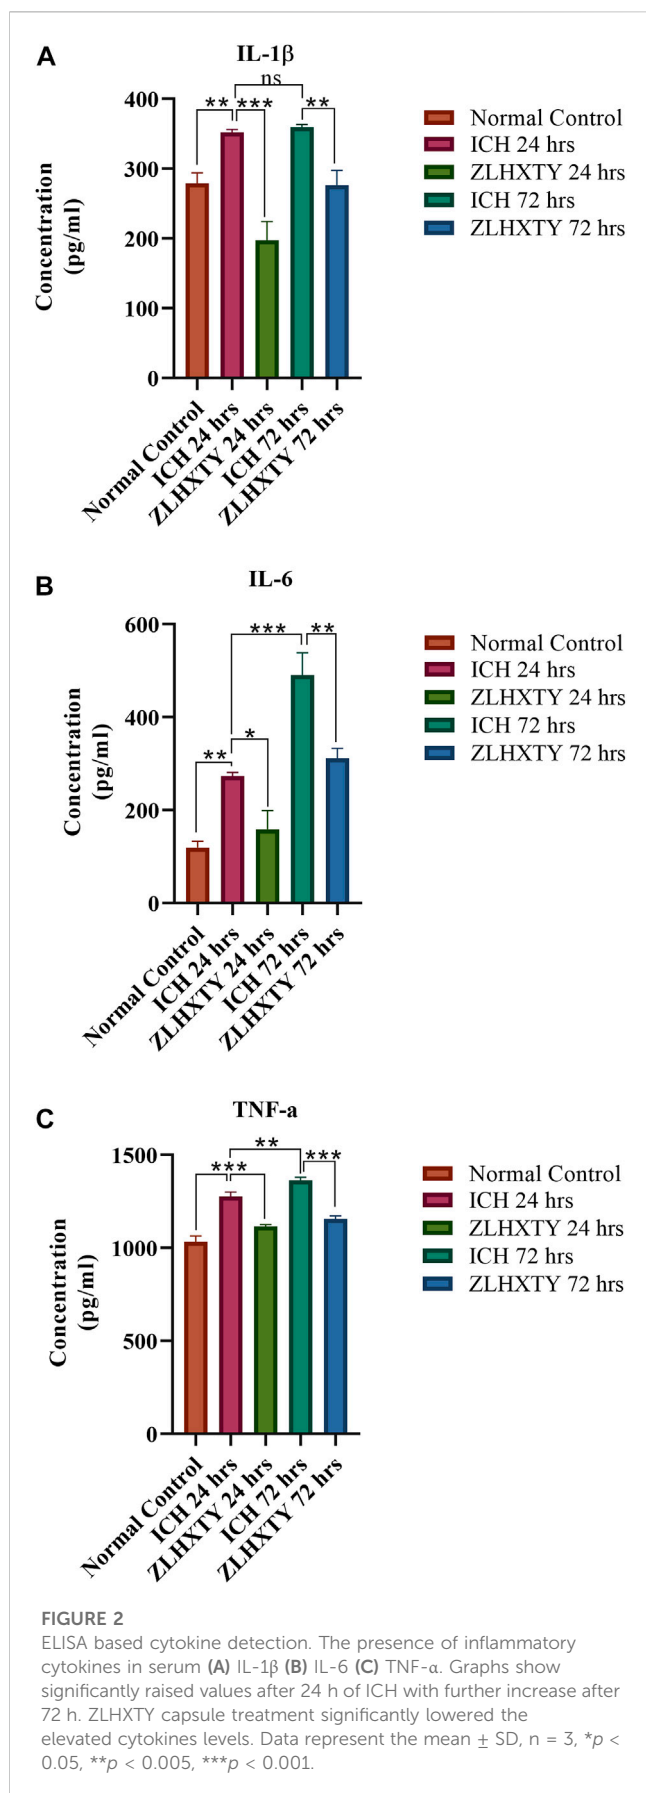 A
IL-1β
ns
** *** **
400
300
200
100
0
Concentration
(pg/ml)
Normal Control
ICH 24 hrs
ZLHXTY 24 hrs
ICH 72 hrs
ZLHXTY 72 hrs
Normal Control
ICH 24 hrs
ZLHXTY 24 hrs
ICH 72 hrs
ZLHXTY 72 hrs
B
IL-6
*** **
*
**
600
400
200
0
Concentration
(pg/ml)
Normal Control
ICH 24 hrs
ZLHXTY 24 hrs
ICH 72 hrs
ZLHXTY 72 hrs
Normal Control
ICH 24 hrs
ZLHXTY 24 hrs
ICH 72 hrs
ZLHXTY 72 hrs
C
TNF-a
**
*** ***
1500
1000
500
0
Concentration
(pg/ml)
Normal Control
ICH 24 hrs
ZLHXTY 24 hrs
ICH 72 hrs
ZLHXTY 72 hrs
Normal Control
ICH 24 hrs
ZLHXTY 24 hrs
ICH 72 hrs
ZLHXTY 72 hrs
FIGURE 2
ELISA based cytokine detection. The presence of inflammatory
cytokines in serum (A) IL-1β (B) IL-6 (C) TNF-α. Graphs show
significantly raised values after 24 h of ICH with further increase after
72 h. ZLHXTY capsule treatment significantly lowered the
elevated cytokines levels. Data represent the mean ± SD, n = 3, *p <
0.05, **p < 0.005, ***p < 0.001.